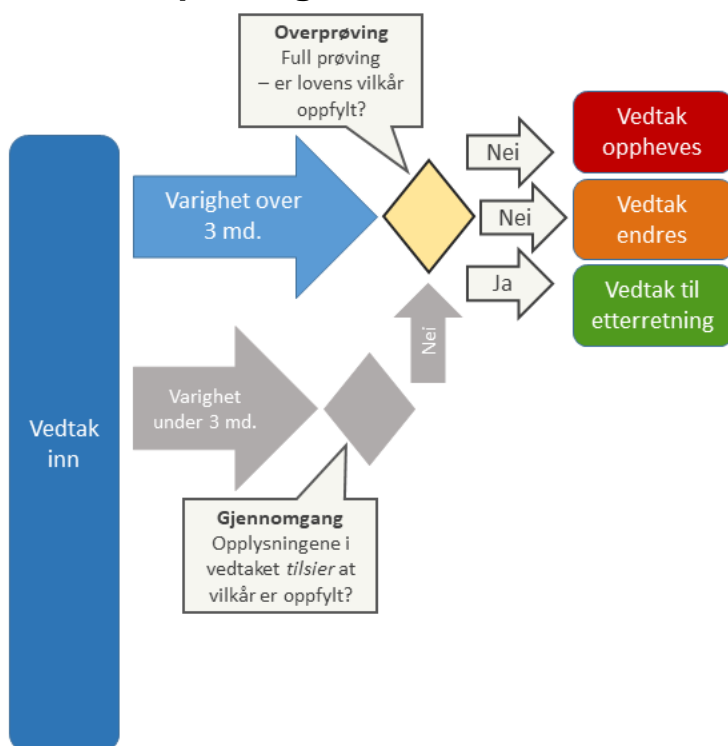 Overprøving
Full prøving
– er lovens vilkår
oppfylt?
Vedtak
inn
Varighet over
3 md.
Nei
Vedtak
oppheves
Nei
Vedtak
endres
Ja
Vedtak til
etterretning
Nei
Varighet
under 3 md.
Gjennomgang
Opplysningene i
vedtaket tilsier at
vilkår er oppfylt?